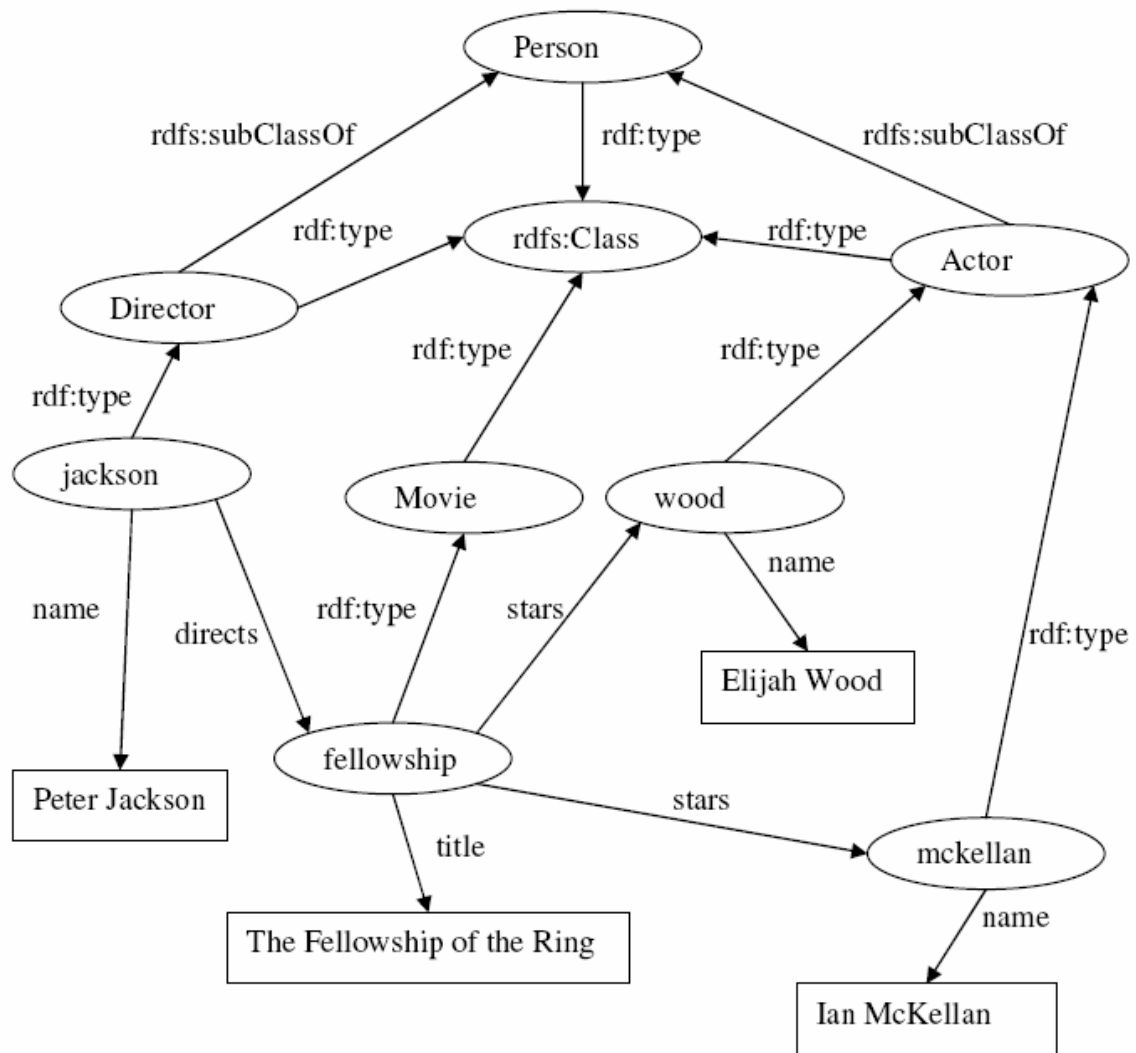 Person
rdfs:subClassOf
rdf:type
rdfs:subClassOf
rdf:type
rdfs:Class
rdf:type
Actor
Director
rdf:type
rdf:type
rdf:type
jackson
Movie
wood
name
name
directs
rdf:type
stars
rdf:type
Elijah Wood
fellowship
Peter Jackson
stars
title
mckellan
name
The Fellowship of the Ring
Ian McKellan